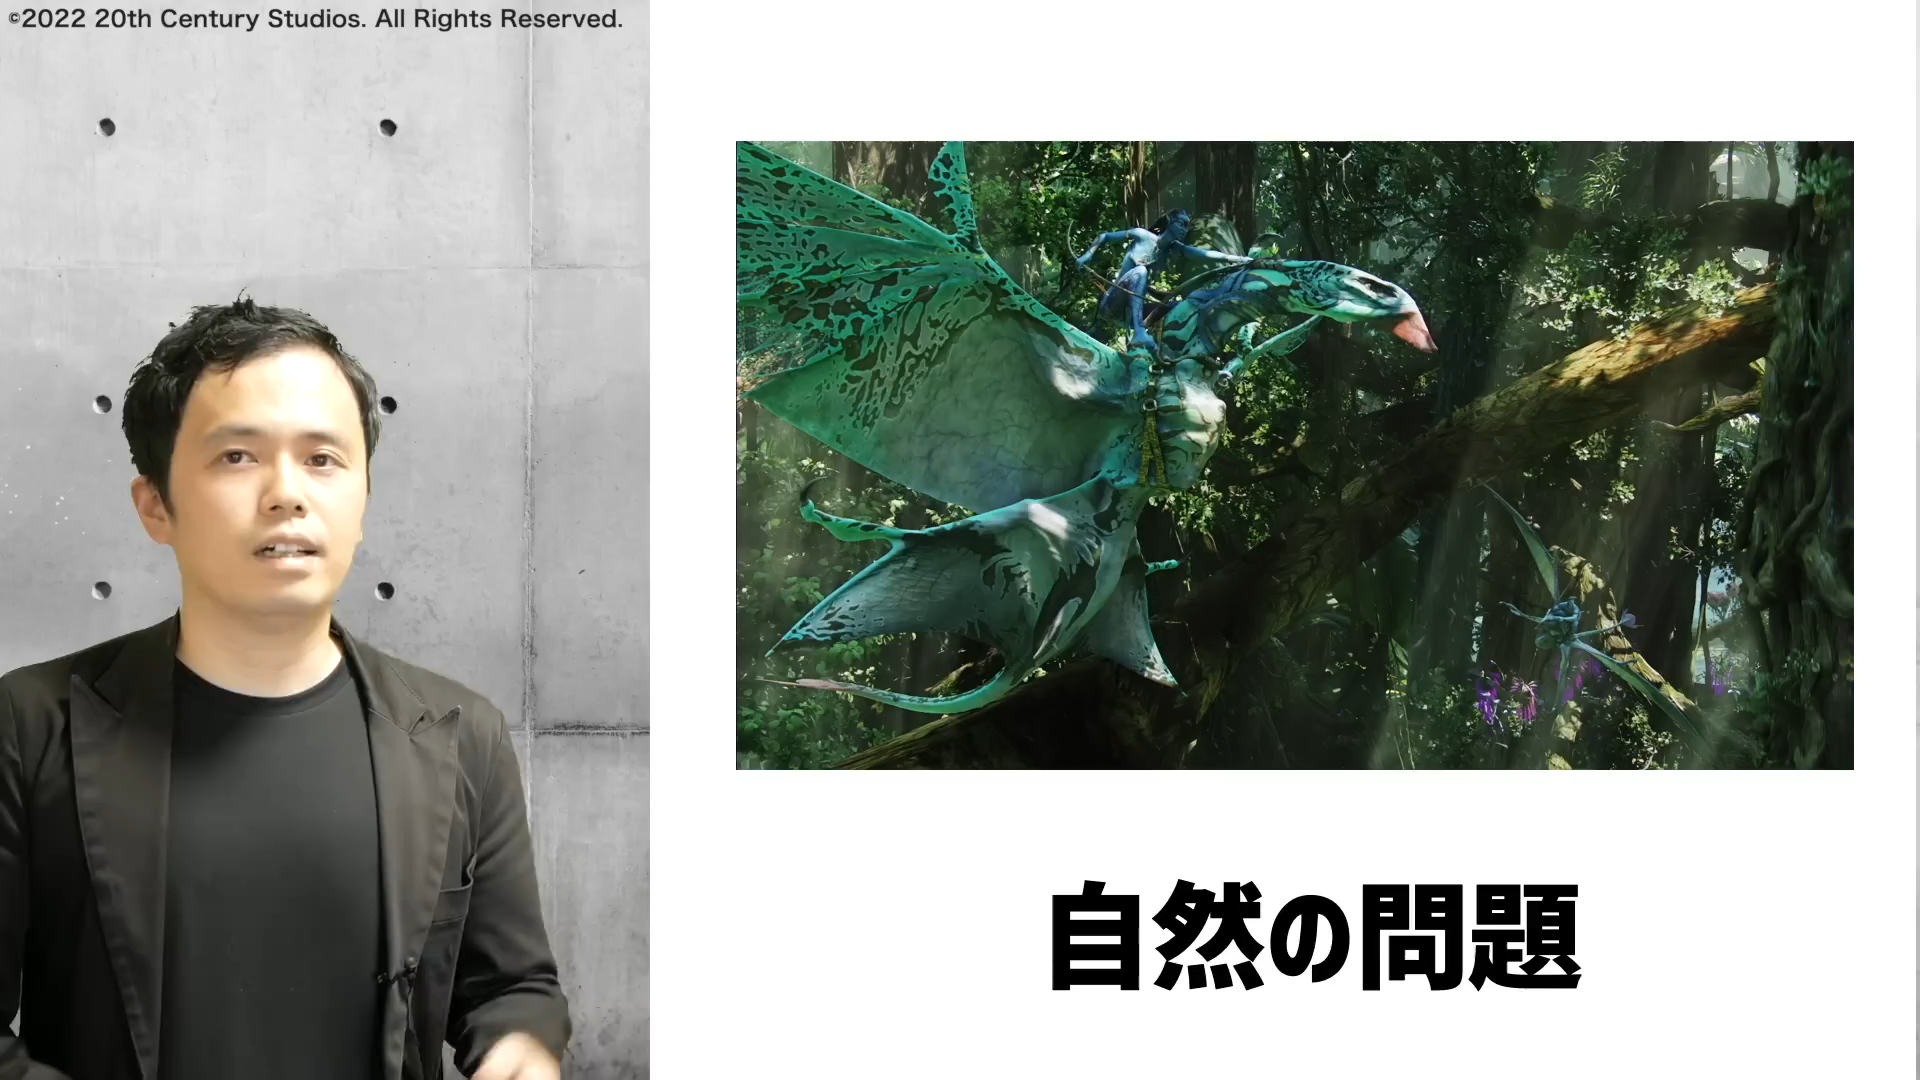 ©2022 20th Century Studios. All Rights Reserved.
自然の問題